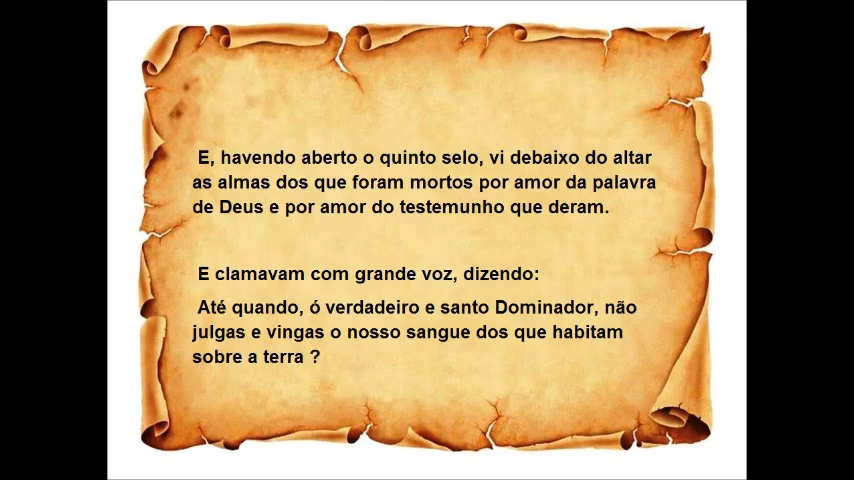 E, havendo aberto o quinto selo, vi debaixo do altar
as almas dos que foram mortos por amor da palavra
de Deus e por amor do testemunho que deram.
E clamavam com grande voz, dizendo:
Até quando, ó verdadeiro e santo Dominador, não
julgas e vingas o nosso sangue dos que habitam
sobre a terra ?